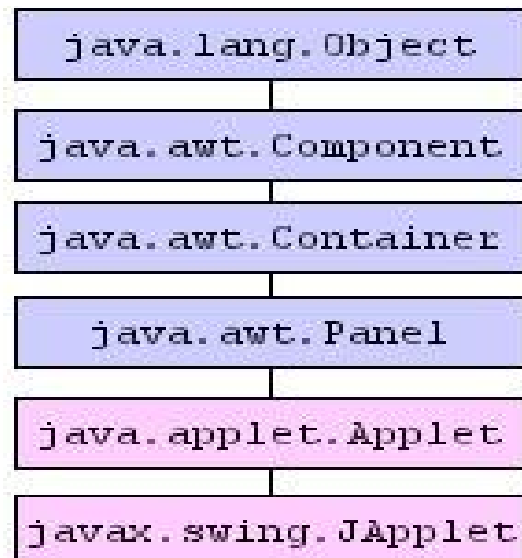 java.lang.Object
java.awt.Component
java.awt.Container
java.awt.Panel
java.applet.Applet
javax.swing.JApplet